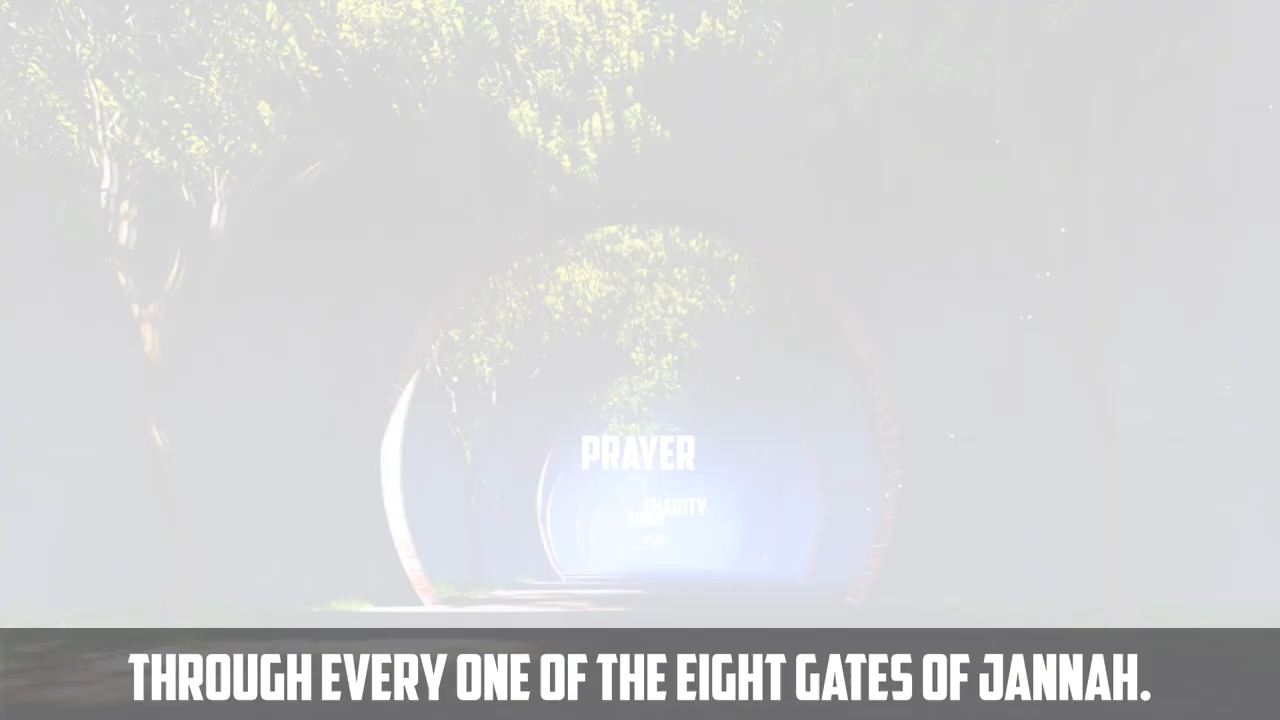 PRAYER
CHARITY
THROUGH EVERY ONE OF THE EIGHT GATES OF JANNAH.